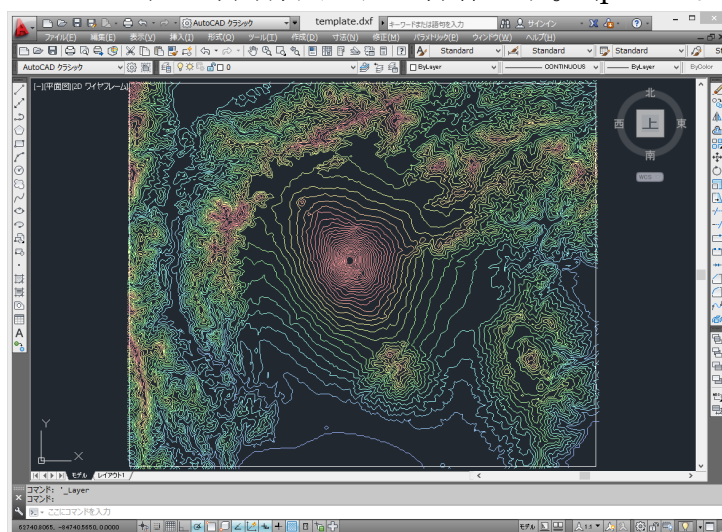 AutoCAD クラシック
template.dxf
キーワードまたは語句を入力
サインイン
ファイル(F) 編集(E) 表示(V) 挿入(I) 形式(O) ツール(T) 作成(D) 寸法(N) 修正(M) パラメトリック(P) ウィンドウ(W) ヘルプ(H)
Standard
Standard
Standard
AutoCAD クラシック
0
ByLayer
CONTINUOUS
ByLayer
ByColor
[-][平面図][2D ワイヤフレーム]
北
西
上
東
南
WCS
Y
X
モデル
レイアウト1
コマンド: '_Layer
コマンド:
ここにコマンドを入力
モデル